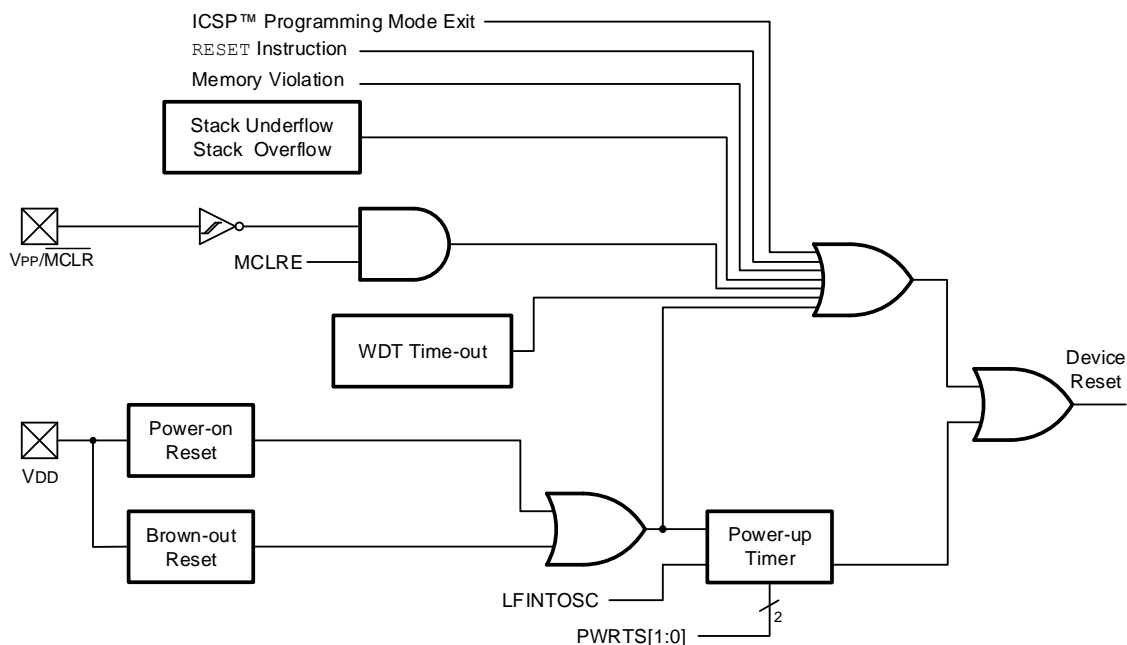 ICSP™ Programming Mode Exit
RESET Instruction
Memory Violation
Stack Underflow
Stack Overflow
VPP/MCLR
MCLRE
WDT Time-out
Device
Reset
VDD
Power-on
Reset
Brown-out
Reset
Power-up
Timer
LFINTOSC
2
PWRTS[1:0]